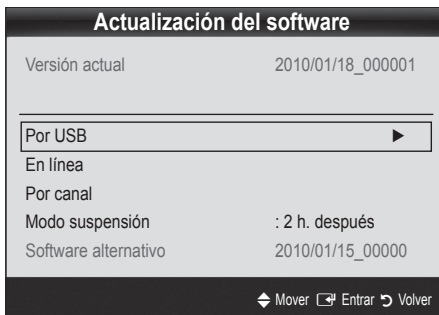 Actualización del software
Versión actual 2010/01/18_000001
Por USB
En línea
Por canal
Modo suspensión : 2 h. después
Software alternativo 2010/01/15_00000
Mover Entrar Volver